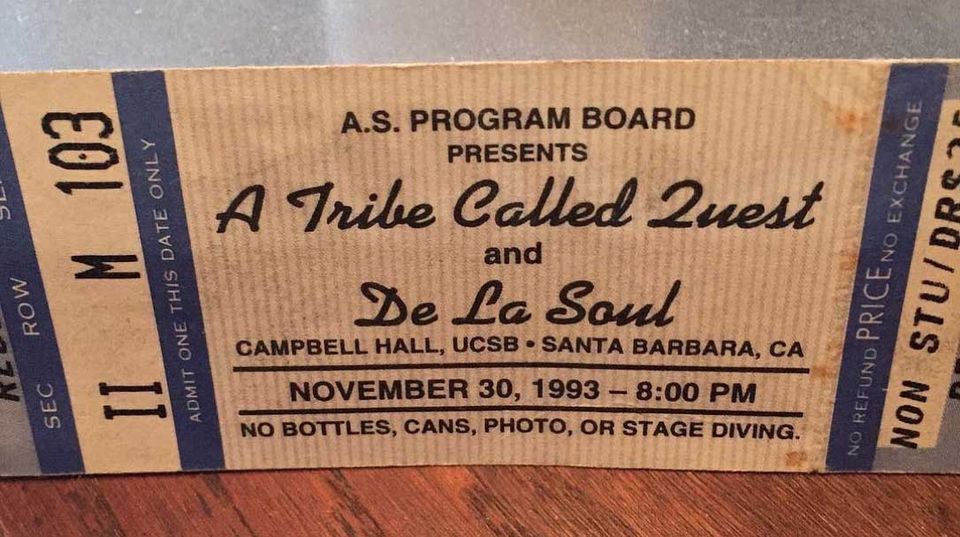 SEC ROW
II M 103
ADMIT ONE THIS DATE ONLY
A.S. PROGRAM BOARD
PRESENTS
A Tribe Called Quest
and
De La Soul
CAMPBELL HALL, UCSB • SANTA BARBARA, CA
NOVEMBER 30, 1993 – 8:00 PM
NO BOTTLES, CANS, PHOTO, OR STAGE DIVING.
NO REFUND PRICE NO EXCHANGE
NON STU/DRS